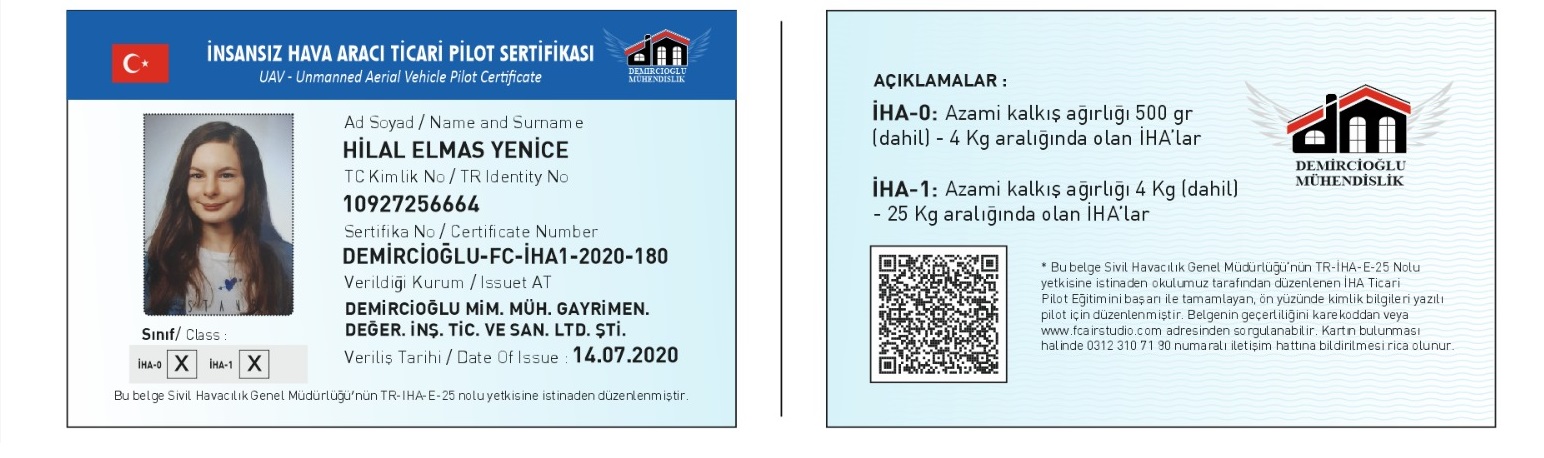 İNSANSIZ HAVA ARACI TİCARİ PİLOT SERTİFİKASI
UAV - Unmanned Aerial Vehicle Pilot Certificate
DEMİRCİOĞLU
MÜHENDİSLİK
Ad Soyad / Name and Surname
HİLAL ELMAS YENİCE
TC Kimlik No / TR Identity No
10927256664
Sertifika No / Certificate Number
DEMİRCİOĞLU-FC-İHA1-2020-180
Verildiği Kurum / Issuet AT
DEMİRCİOĞLU MİM. MÜH. GAYRİMEN.
DEĞER. İNŞ. TİC. VE SAN. LTD. ŞTİ.
Veriliş Tarihi / Date Of Issue : 14.07.2020
Sınıf/ Class :
İHA-0 X İHA-1 X
Bu belge Sivil Havacılık Genel Müdürlüğü'nün TR-IHA-E-25 nolu yetkisine istinaden düzenlenmiştir.
AÇIKLAMALAR :
İHA-0: Azami kalkış ağırlığı 500 gr
(dahil) - 4 Kg aralığında olan İHA'lar
İHA-1: Azami kalkış ağırlığı 4 Kg (dahil)
- 25 Kg aralığında olan İHA'lar
dm
DEMİRCİOĞLU
MÜHENDİSLİK
* Bu belge Sivil Havacılık Genel Müdürlüğü'nün TR-İHA-E-25 Nolu
yetkisine istinaden okulumuz tarafından düzenlenen İHA Ticari
Pilot Eğitimini başarı ile tamamlayan, ön yüzünde kimlik bilgileri yazılı
pilot için düzenlenmiştir. Belgenin geçerliliğini karekoddan veya
www.fcairstudio.com adresinden sorgulanabilir. Kartın bulunması
halinde 0312 310 71 90 numaralı iletişim hattına bildirilmesi rica olunur.